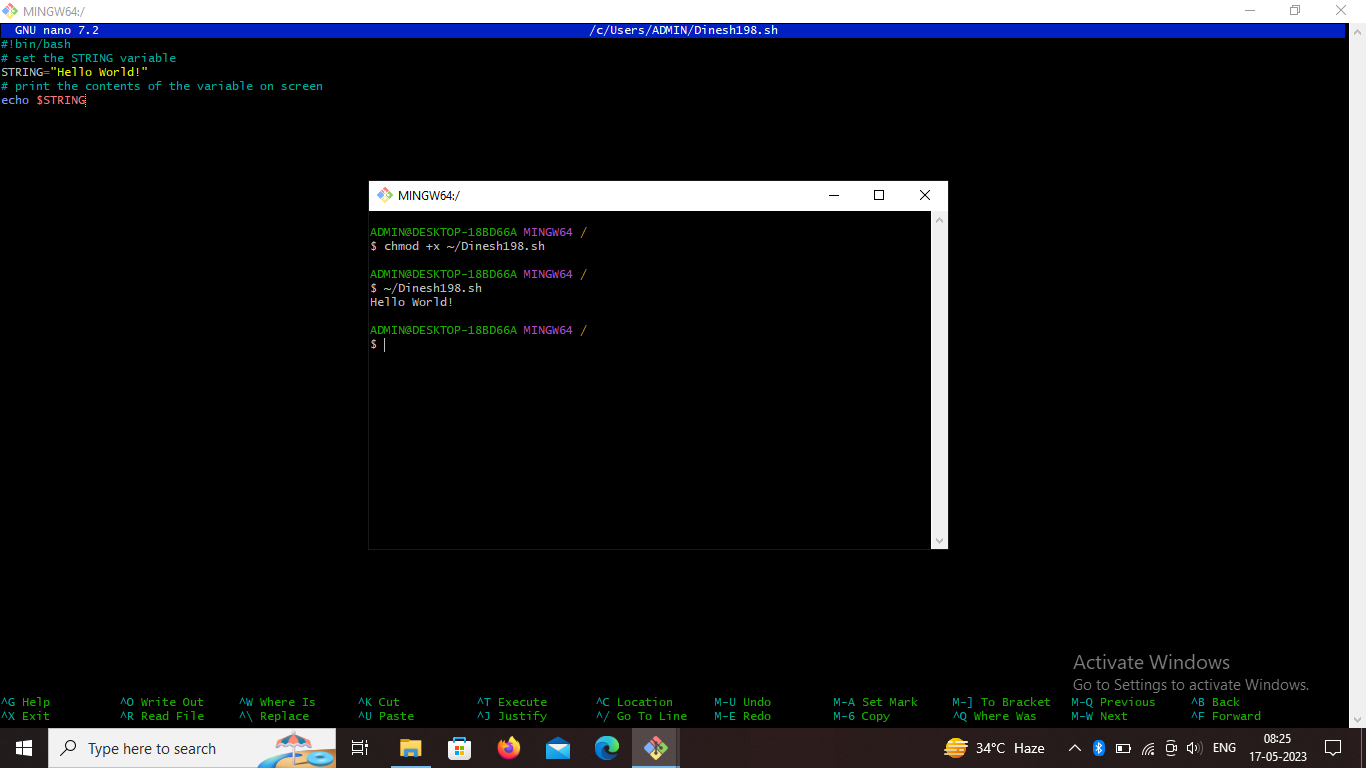 MINGW64:/
GNU nano 7.2 /c/Users/ADMIN/Dinesh198.sh
#!bin/bash
# set the STRING variable
STRING="Hello World!"
# print the contents of the variable on screen
echo $STRING
MINGW64:/
ADMIN@DESKTOP-18BD66A MINGW64 /
$ chmod +x ~/Dinesh198.sh
ADMIN@DESKTOP-18BD66A MINGW64 /
$ ~/Dinesh198.sh
Hello World!
ADMIN@DESKTOP-18BD66A MINGW64 /
$
Activate Windows
Go to Settings to activate Windows.
^G Help ^O Write Out ^W Where Is ^K Cut ^T Execute ^C Location M-U Undo M-A Set Mark M-] To Bracket M-Q Previous ^B Back
^X Exit ^R Read File ^\ Replace ^U Paste ^J Justify ^/ Go To Line M-E Redo M-6 Copy ^Q Where Was M-W Next ^F Forward
Type here to search
34°C Haze
ENG
08:25
17-05-2023